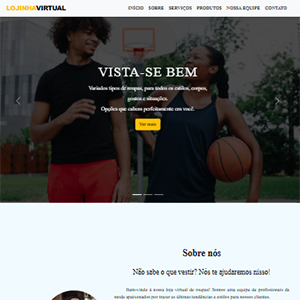 LOJINHAVIRTUAL
INÍCIO SOBRE SERVIÇOS PRODUTOS NOSSA EQUIPE CONTATO
VISTA-SE BEM
Variados tipos de roupas, para todos os estilos, corpos,
gostos e situações.
Opções que cabem perfeitamente em você.
Ver mais
Sobre nós
Não sabe o que vestir? Nós te ajudaremos nisso!
Bem-vindo à nossa loja virtual de roupas! Somos uma equipe de profissionais da
moda apaixonados por trazer as últimas tendências e estilos para nossos clientes.